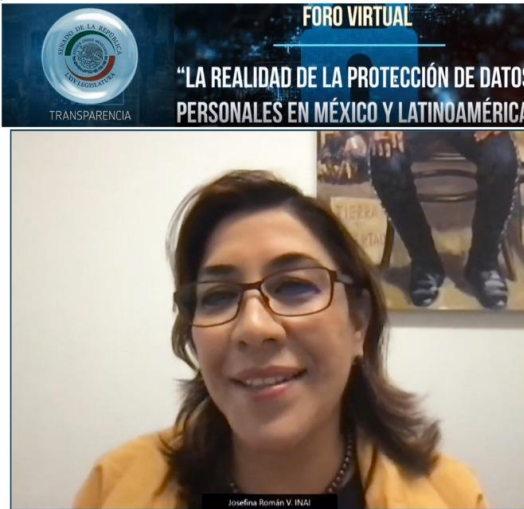 FORO VIRTUAL
SENADO DE LA REPÚBLICA
LXIV LEGISLATURA
TRANSPARENCIA
“LA REALIDAD DE LA PROTECCIÓN DE DATOS
PERSONALES EN MÉXICO Y LATINOAMÉRICA
TIERRA
Josefina Román V. INAI